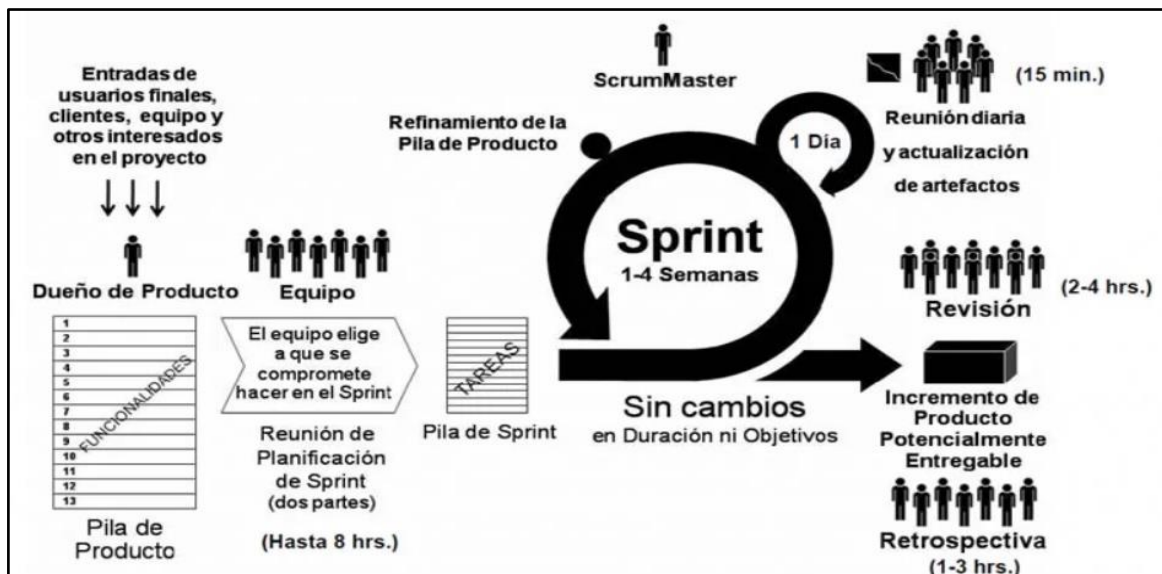 Entradas de
usuarios finales,
clientes, equipo y
otros interesados
en el proyecto
Dueño de Producto
1
2
3
4
5
6
7
8
9
10
11
12
13
FUNCIONALIDADES
Pila de
Producto
Equipo
El equipo elige
a que se
compromete
hacer en el Sprint
Reunión de
Planificación
de Sprint
(dos partes)
(Hasta 8 hrs.)
TAREAS
Pila de Sprint
Refinamiento de la
Pila de Producto
ScrumMaster
1 Día
Sprint
1-4 Semanas
Sin cambios
en Duración ni Objetivos
(15 min.)
Reunión diaria
y actualización
de artefactos
(2-4 hrs.)
Revisión
Incremento de
Producto
Potencialmente
Entregable
Retrospectiva
(1-3 hrs.)